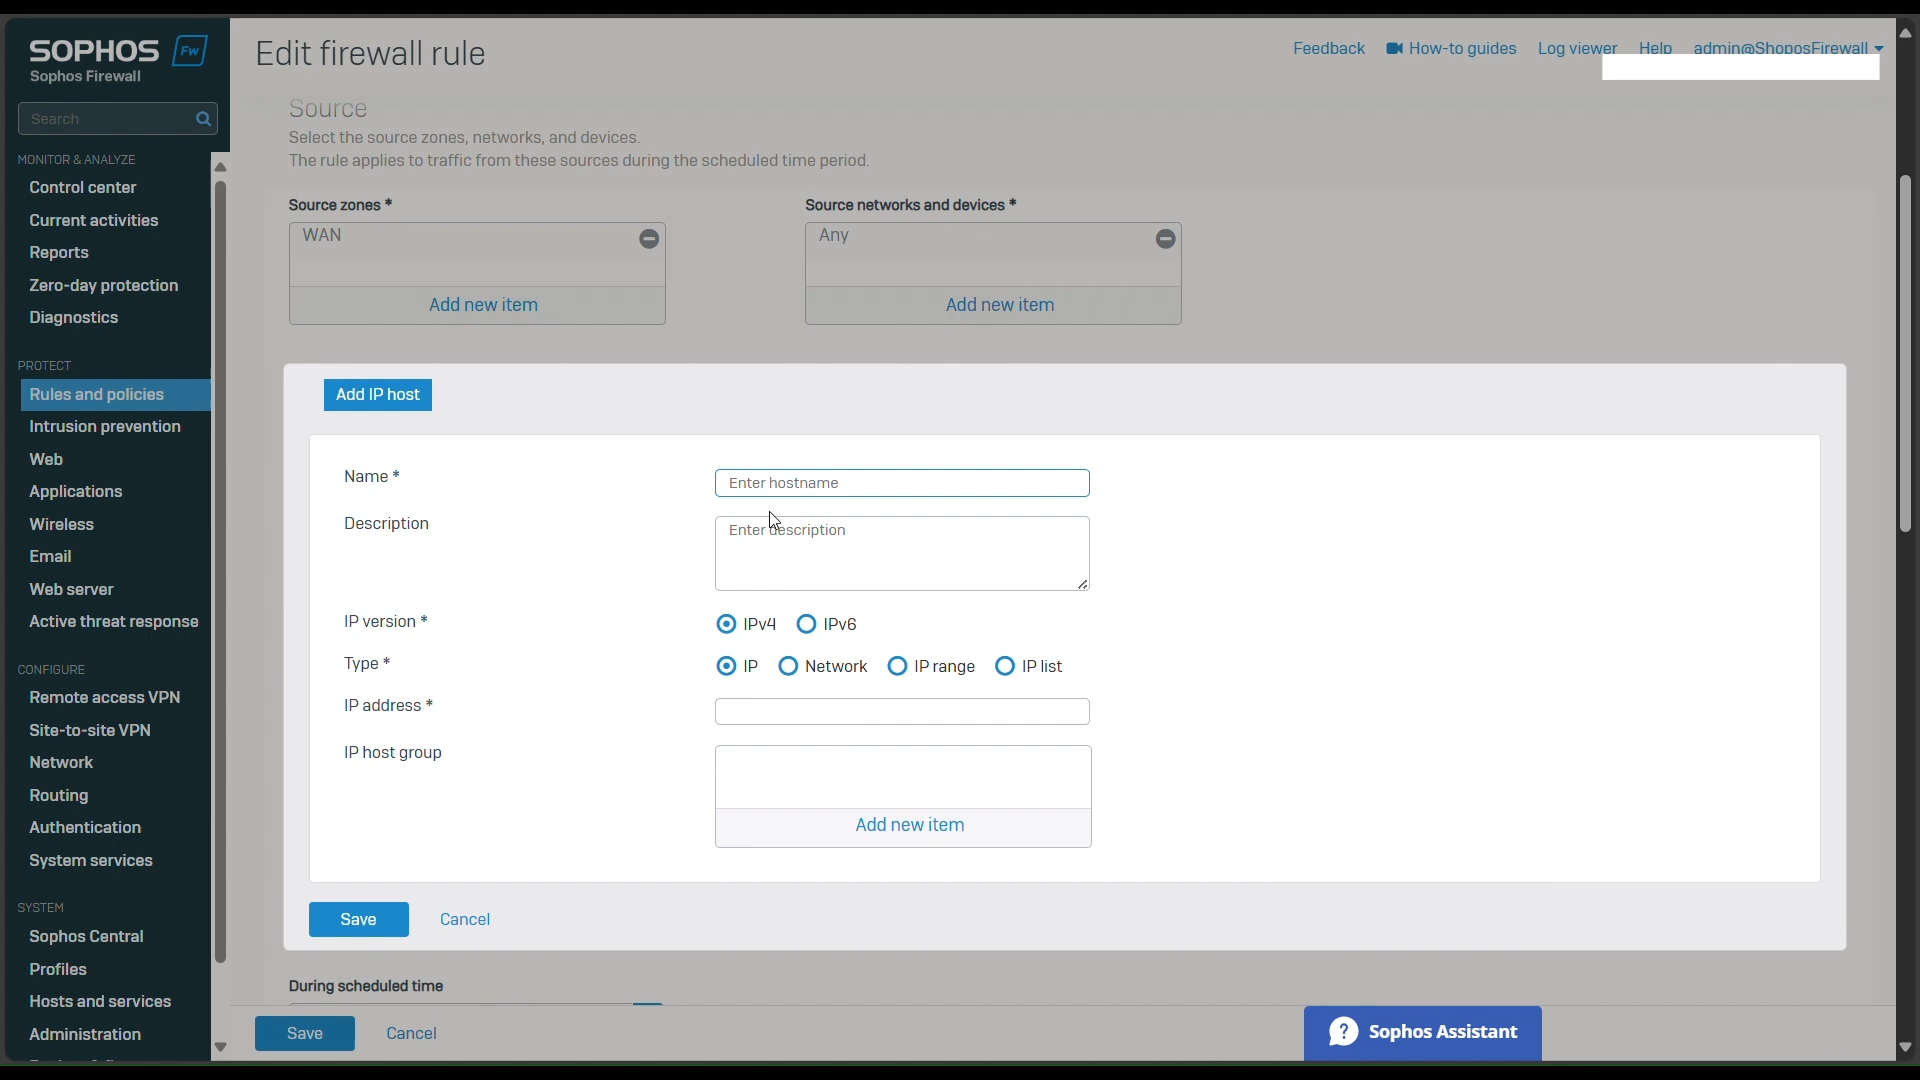 SOPHOS Fw
Sophos Firewall
Search
MONITOR & ANALYZE
Control center
Current activities
Reports
Zero-day protection
Diagnostics
PROTECT
Rules and policies
Intrusion prevention
Web
Applications
Wireless
Email
Web server
Active threat response
CONFIGURE
Remote access VPN
Site-to-site VPN
Network
Routing
Authentication
System services
SYSTEM
Sophos Central
Profiles
Hosts and services
Administration
Edit firewall rule
Feedback How-to guides Log viewer Help admin@ShoposFirewall
Source
Select the source zones, networks, and devices.
The rule applies to traffic from these sources during the scheduled time period.
Source zones * Source networks and devices *
WAN Any
Add new item Add new item
Add IP host
Name * Enter hostname
Description Enter description
IP version * IPv4 IPv6
Type * IP Network IP range IP list
IP address *
IP host group
Add new item
Save Cancel
During scheduled time
Save Cancel
? Sophos Assistant